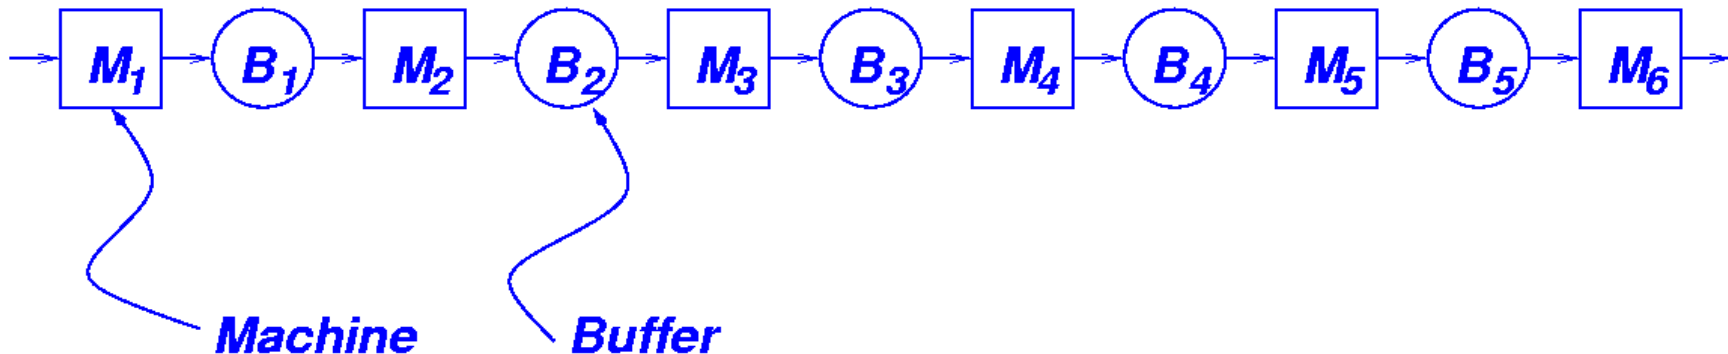 M1 B1 M2 B2 M3 B3 M4 B4 M5 B5 M6
Machine Buffer